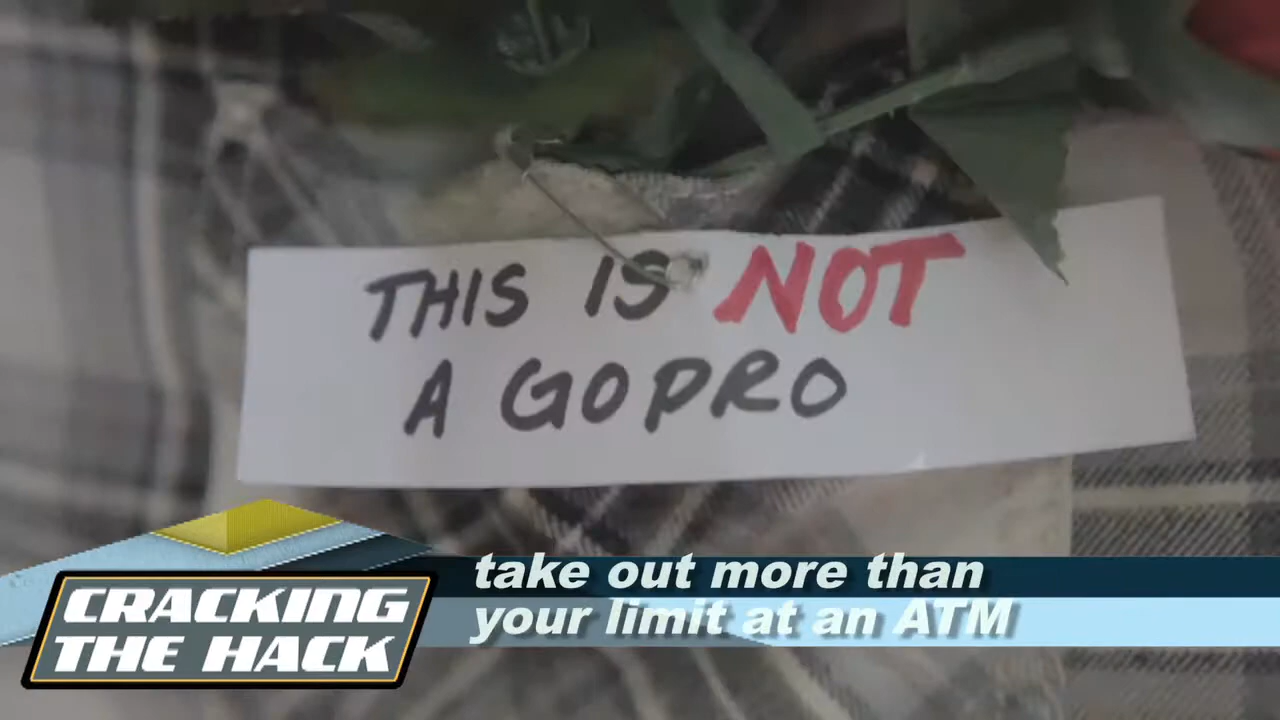 THIS IS NOT
A GOPRO
CRACKING
THE HACK
take out more than
your limit at an ATM